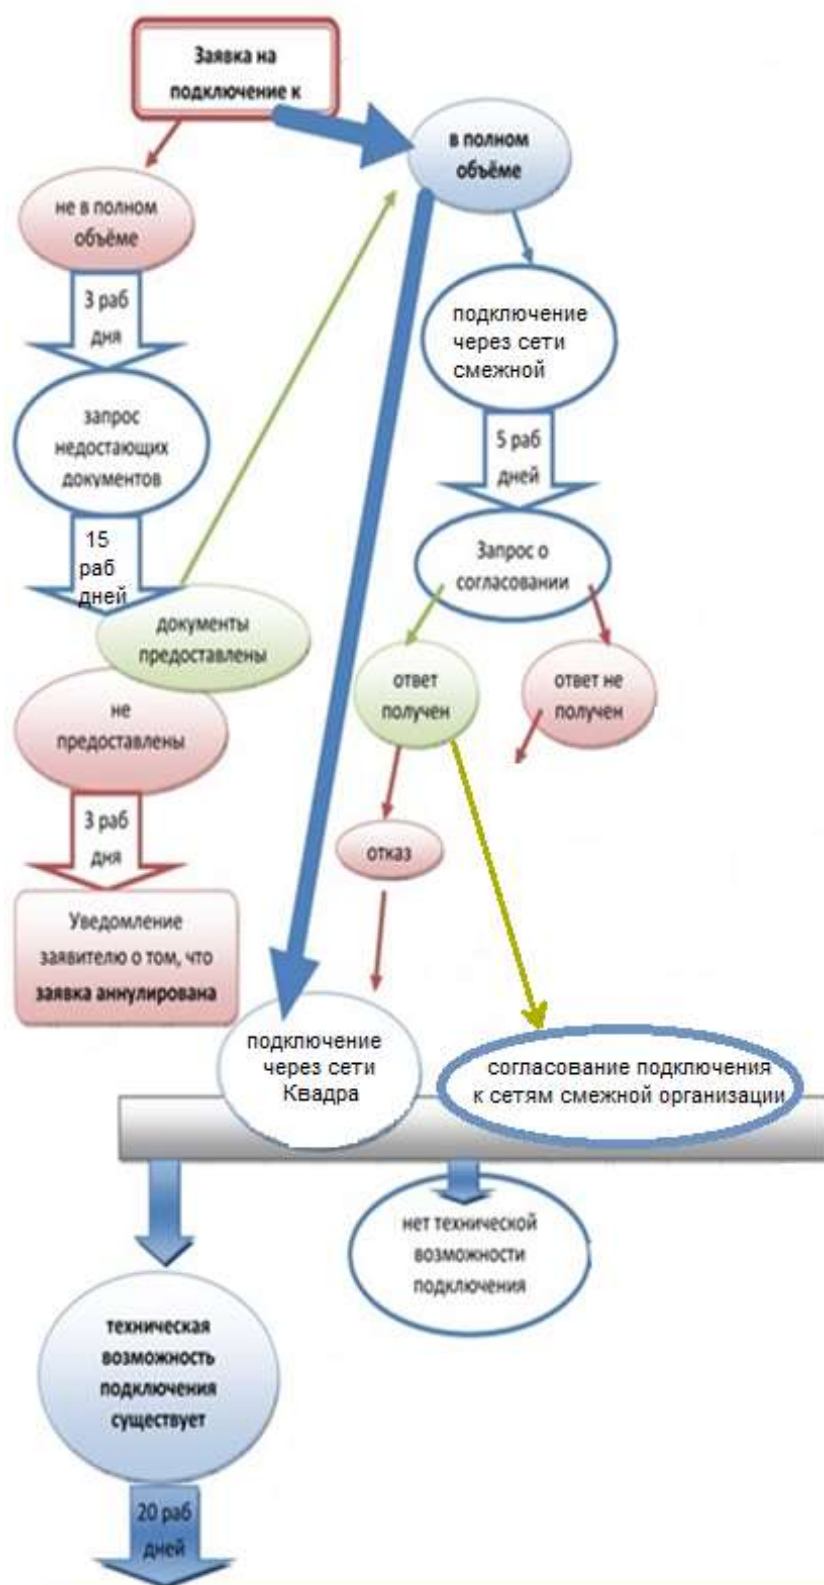 Заявка на
подключение к
в полном
объёме
не в полном
объёме
3 раб
дня
запрос
недостающих
документов
15
раб
дней
документы
предоставлены
не
предоставлены
3 раб
дня
Уведомление
заявителю о том, что
заявка аннулирована
подключение
через сети
смежной
5 раб
дней
Запрос о
согласовании
ответ
получен
ответ не
получен
отказ
подключение
через сети
Квадра
согласование подключения
к сетям смежной организации
нет технической
возможности
подключения
техническая
возможность
подключения
существует
20 раб
дней